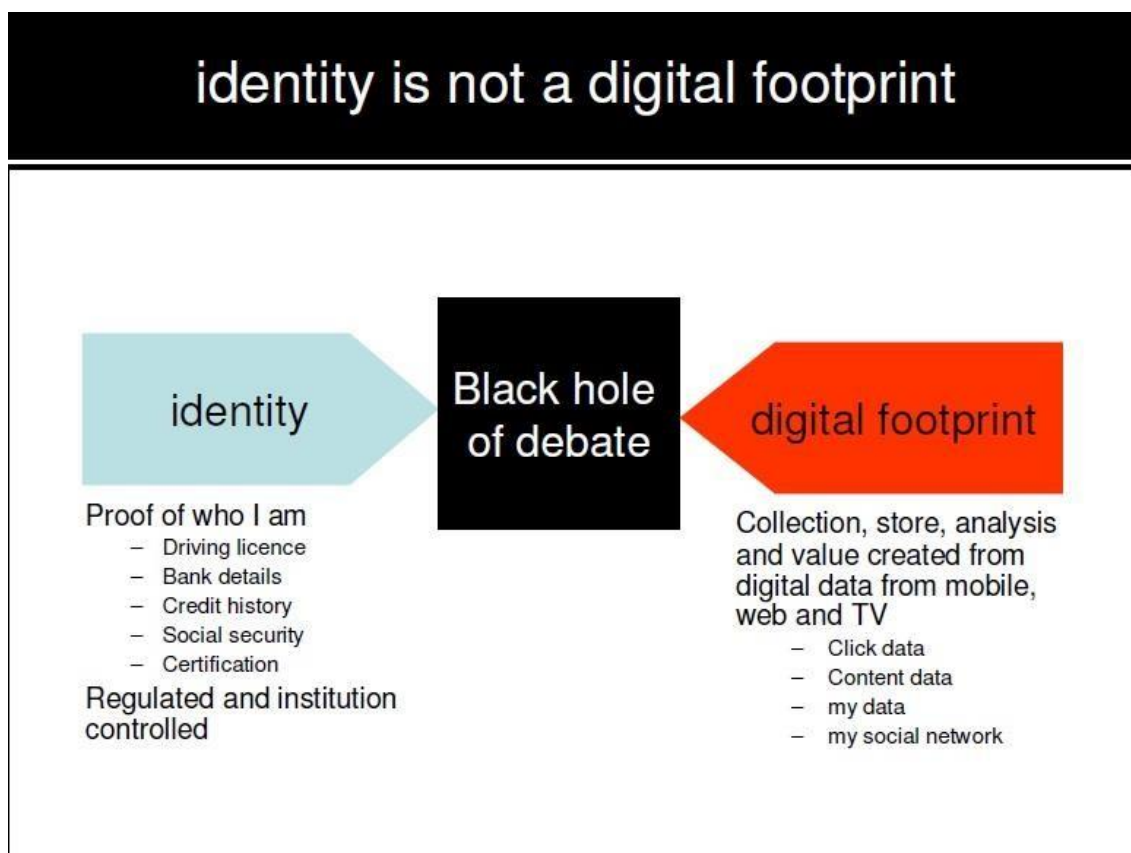 identity is not a digital footprint
identity
Proof of who I am
– Driving licence
– Bank details
– Credit history
– Social security
– Certification
Regulated and institution
controlled
Black hole
of debate
digital footprint
Collection, store, analysis
and value created from
digital data from mobile,
web and TV
– Click data
– Content data
– my data
– my social network